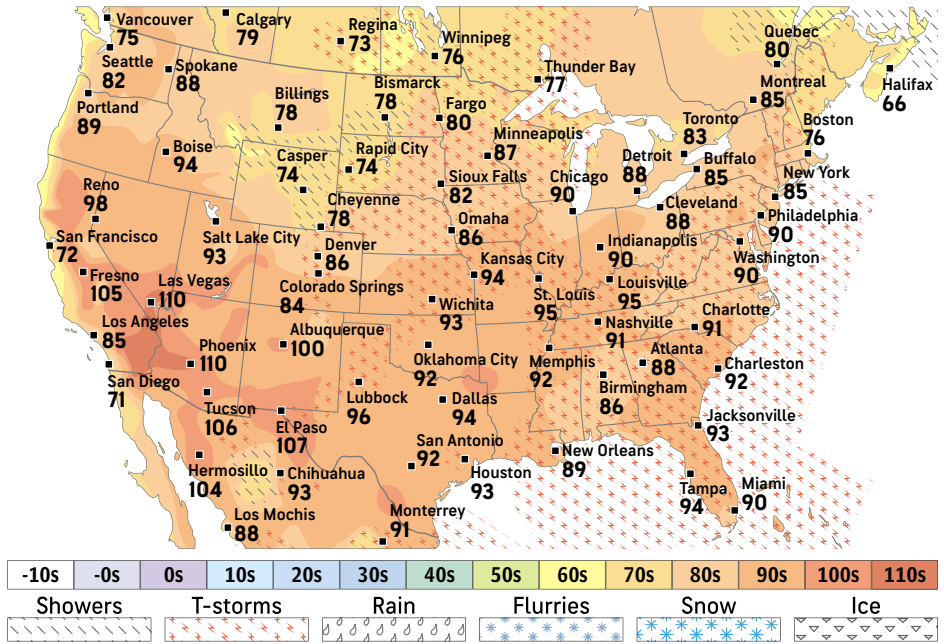 Vancouver
75
Calgary
79
Regina
73
Winnipeg
76
Quebec
80
Seattle
82
Spokane
88
Thunder Bay
77
Halifax
66
Portland
89
Billings
78
Bismarck
78
Fargo
80
Montreal
85
Boise
94
Casper
74
Rapid City
74
Minneapolis
87
Toronto
83
Boston
76
Detroit
88
Buffalo
85
Reno
98
Cheyenne
78
Sioux Falls
82
Chicago
90
New York
85
Cleveland
88
Salt Lake City
93
Omaha
86
Philadelphia
90
San Francisco
72
Denver
86
Kansas City
94
Indianapolis
90
Washington
90
Fresno
105
Las Vegas
110
Colorado Springs
84
Wichita
93
St. Louis
95
Louisville
95
Los Angeles
85
Albuquerque
100
Nashville
91
Charlotte
91
Phoenix
110
Oklahoma City
92
Memphis
92
Atlanta
88
Charleston
92
San Diego
71
Birmingham
86
Tucson
106
Lubbock
96
Dallas
94
Jacksonville
93
El Paso
107
San Antonio
92
New Orleans
89
Hermosillo
104
Chihuahua
93
Houston
93
Tampa
94
Miami
90
Los Mochis
88
Monterrey
91
-10s -0s 0s 10s 20s 30s 40s 50s 60s 70s 80s 90s 100s 110s
Showers T-storms Rain Flurries Snow Ice